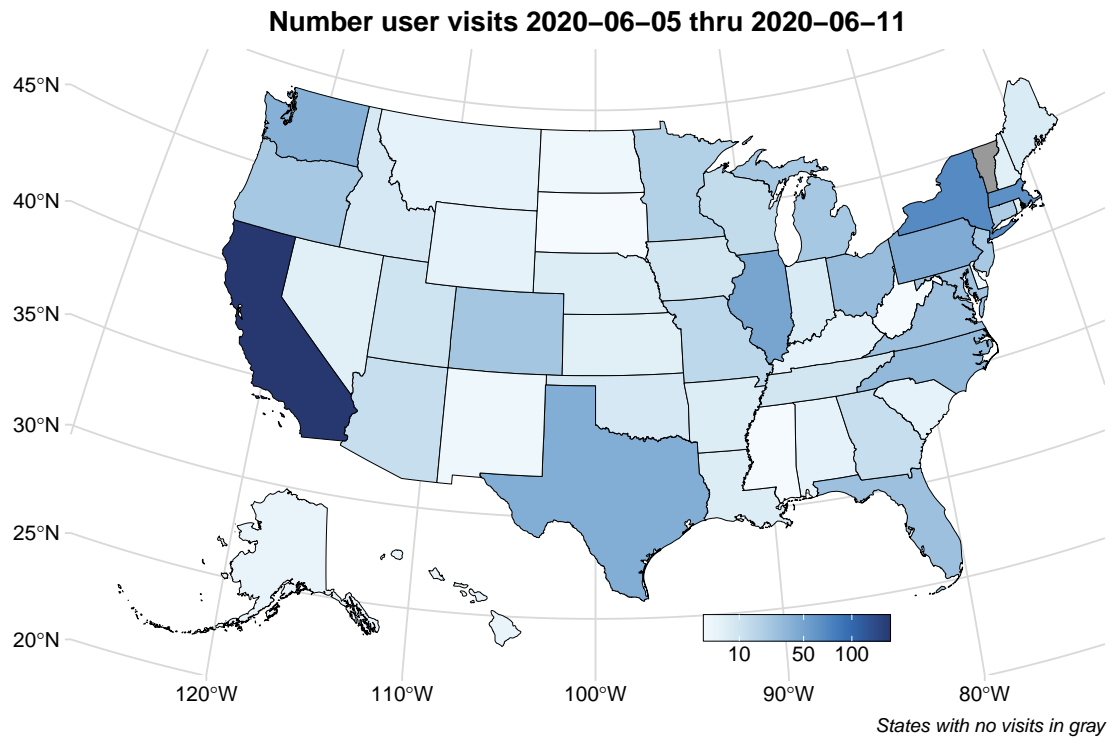 Number user visits 2020−06−05 thru 2020−06−11
45°N
40°N
35°N
30°N
25°N
20°N
10 50 100
120°W 110°W 100°W 90°W 80°W
States with no visits in gray